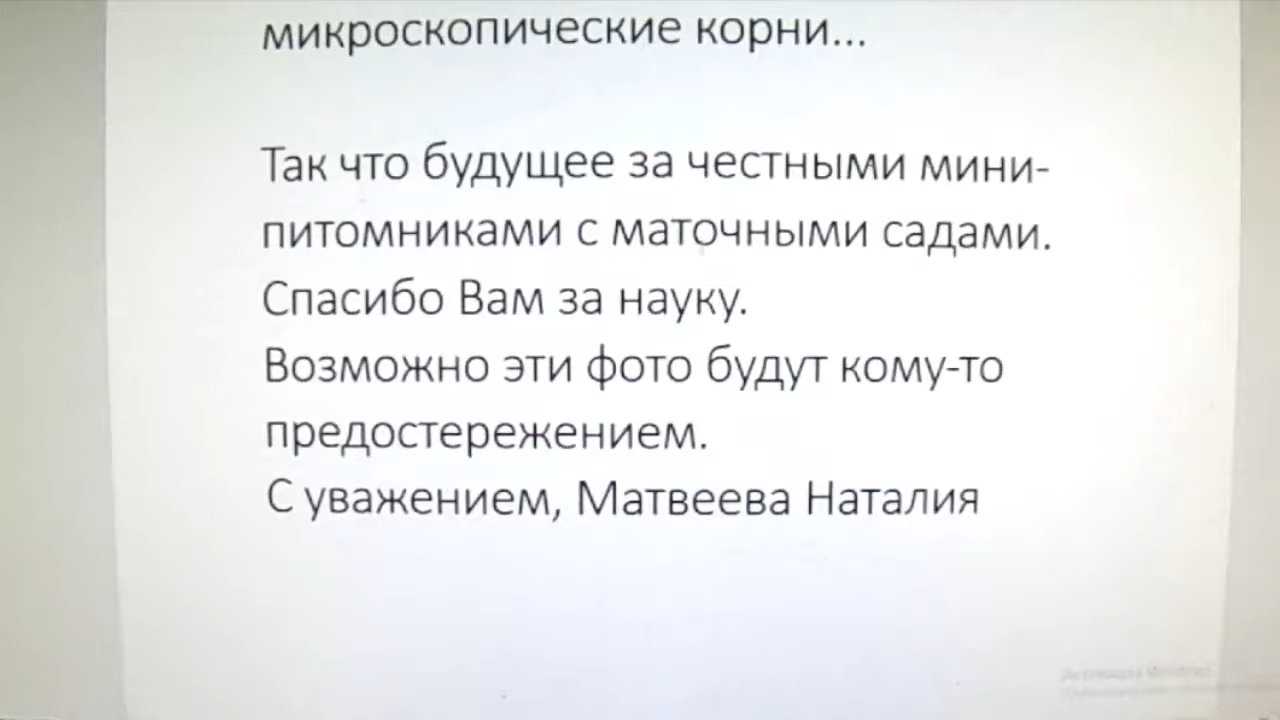 микроскопические корни...
Так что будущее за честными мини-
питомниками с маточными садами.
Спасибо Вам за науку.
Возможно эти фото будут кому-то
предостережением.
С уважением, Матвеева Наталия